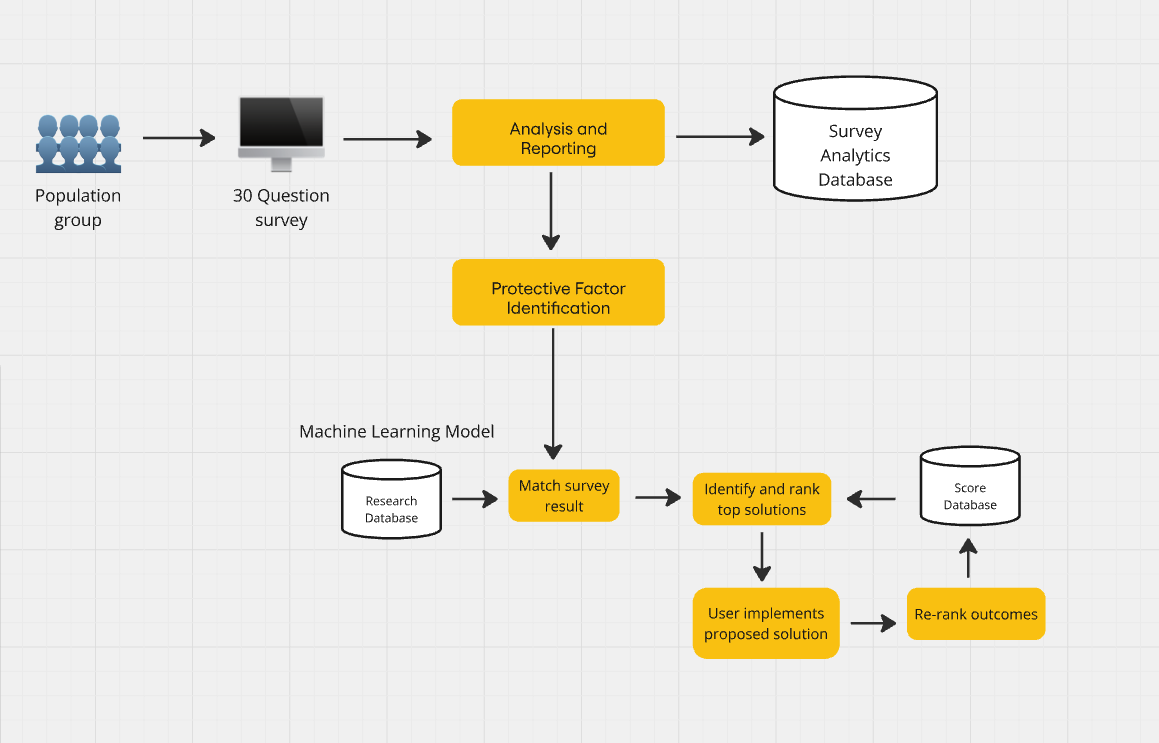 Population
group
30 Question
survey
Analysis and
Reporting
Survey
Analytics
Database
Protective Factor
Identification
Machine Learning Model
Research
Database
Match survey
result
Identify and rank
top solutions
Score
Database
User implements
proposed solution
Re-rank outcomes